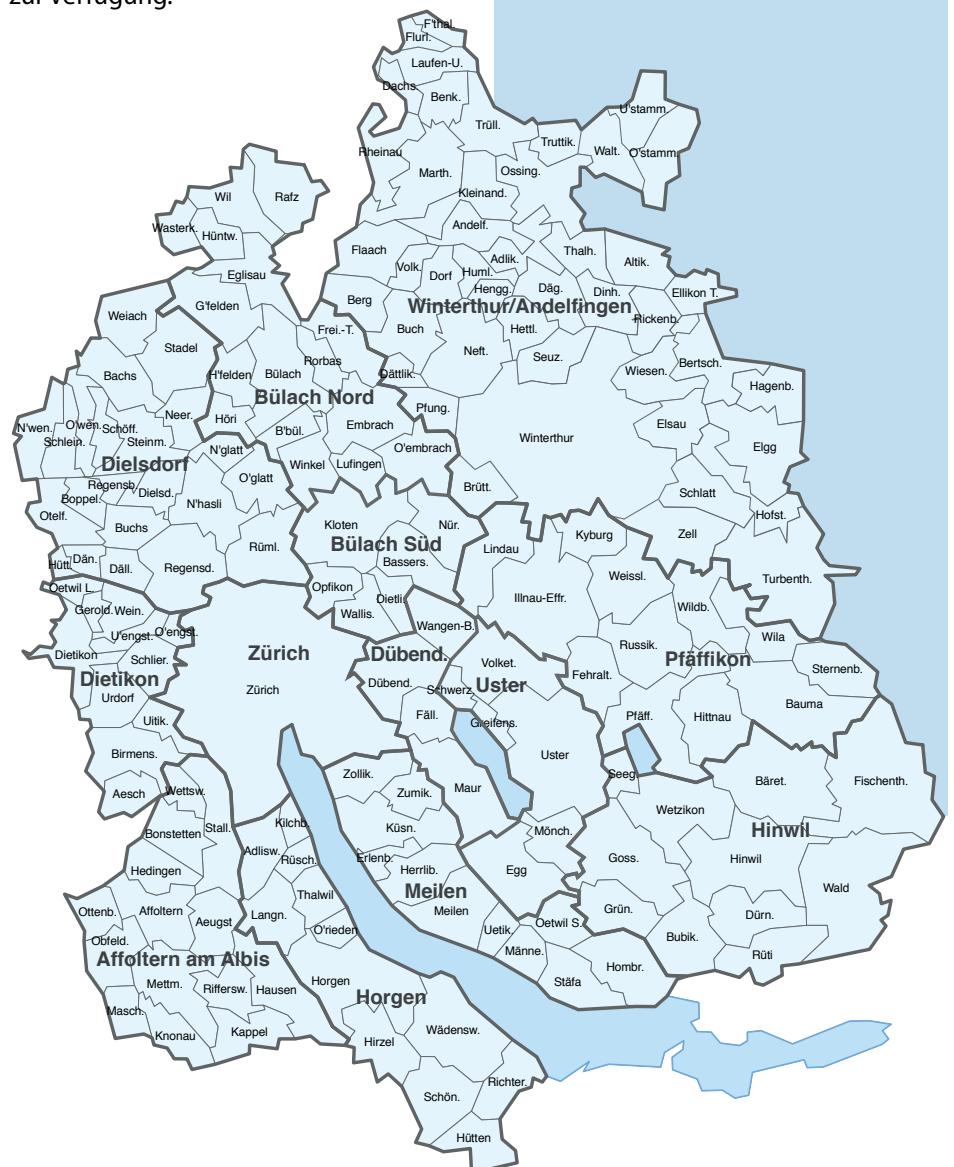 zur Verfügung.
F'thal.
Flurl.
Laufen-U.
Dachs.
Benk.
U'stamm.
Trüll.
Truttik.
Walt.
O'stamm.
Rheinau
Marth.
Ossing.
Kleinand.
Wil
Rafz
Wasterk.
Hüntw.
Andelf.
Flaach
Thalh.
Altik.
Adlik.
Volk.
Dorf
Huml.
Eglisau
Hengg.
Däg.
Dinh.
Ellikon T.
Berg
Winterthur/Andelfingen
G'felden
Weiach
Rickenb.
Frei.-T.
Buch
Hettl.
Stadel
Neft.
Seuz.
Rorbas
Bertsch.
Wiesen.
Bachs
H'felden
Bülach
Dättlik.
Hagenb.
Bülach Nord
Pfung.
Neer.
Höri
Embrach
Elsau
N'wen.
O'wen.
Schöff.
B'bül.
Schlein.
Steinm.
Winterthur
Elgg
N'glatt
O'embrach
Dielsdorf
Winkel
Lufingen
O'glatt
Regensb.
Dielsd.
Brütt.
Schlatt
Boppel.
N'hasli
Otelf.
Hofst.
Buchs
Kloten
Nür.
Zell
Kyburg
Rüml.
Bülach Süd
Lindau
Dän.
Hütt.
Däll.
Regensd.
Bassers.
Weissl.
Turbenth.
Oetwil L.
Opfikon
Dietli.
Illnau-Effr.
Gerold.
Wein.
Wallis.
Wildb.
U'engst.
O'engst.
Wangen-B.
Wila
Russik.
Dietikon
Schlier.
Zürich
Dübend.
Volket.
Pfäffikon
Sternenb.
Dietikon
Fehralt.
Dübend.
Uster
Zürich
Schwerz.
Urdorf
Bauma
Uitik.
Fäll.
Greifens.
Pfäff.
Hittnau
Birmens.
Uster
Zollik.
Seeg.
Bäret.
Fischenth.
Aesch
Wettsw.
Zumik.
Maur
Wetzikon
Bonstetten
Stall.
Kilchb.
Küsn.
Mönch.
Hinwil
Adlisw.
Rüsch.
Erlenb.
Goss.
Hinwil
Hedingen
Herrlib.
Egg
Wald
Meilen
Thalwil
Ottenb.
Affoltern
Aeugst
Langn.
Meilen
Grün.
Dürn.
O'rieden
Uetik.
Oetwil S.
Obfeld.
Bubik.
Männe.
Rüti
Affoltern am Albis
Hombr.
Mettm.
Riffersw.
Hausen
Horgen
Stäfa
Horgen
Masch.
Wädensw.
Knonau
Kappel
Hirzel
Richter.
Schön.
Hütten